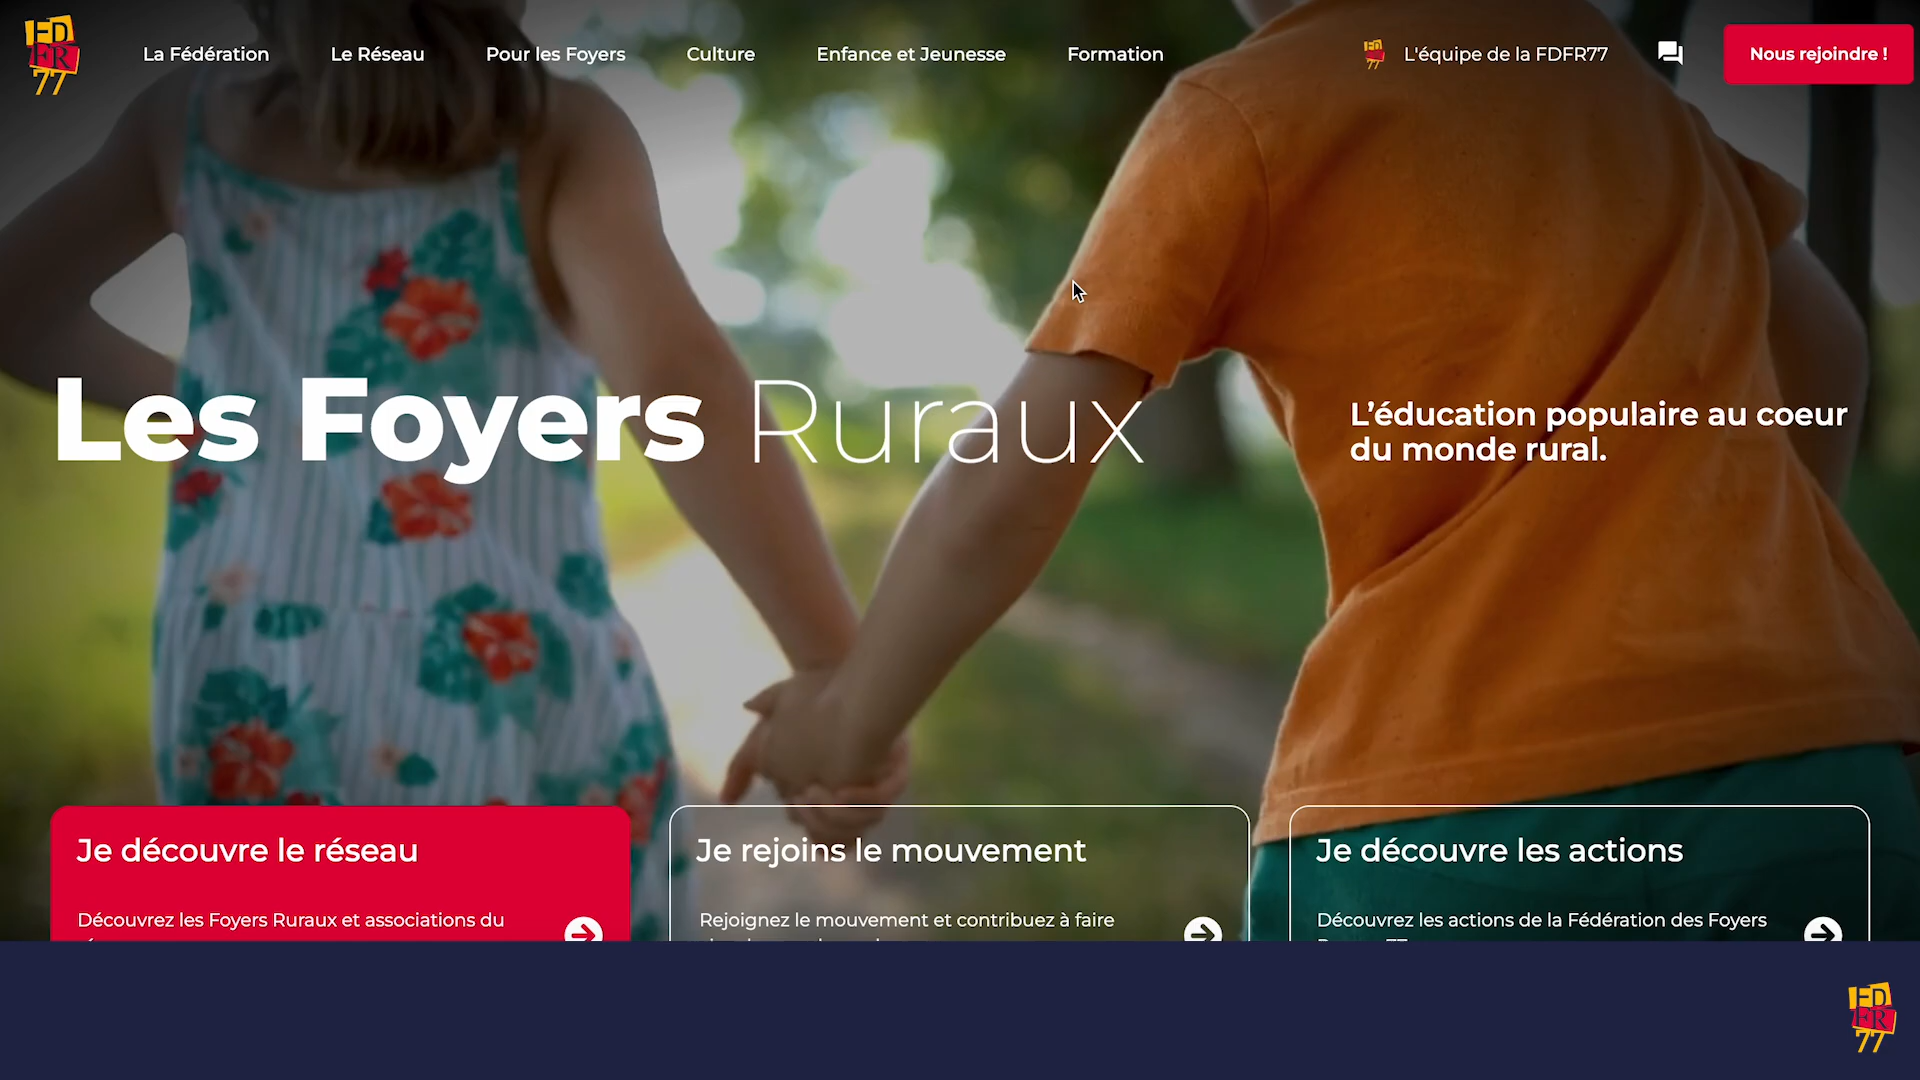 FD
FR
77
La Fédération
Le Réseau
Pour les Foyers
Culture
Enfance et Jeunesse
Formation
FD
FR
77
L'équipe de la FDFR77
Nous rejoindre !
Les Foyers Ruraux
L’éducation populaire au coeur
du monde rural.
Je découvre le réseau
Découvrez les Foyers Ruraux et associations du
Je rejoins le mouvement
Rejoignez le mouvement et contribuez à faire
Je découvre les actions
Découvrez les actions de la Fédération des Foyers
FD
FR
77